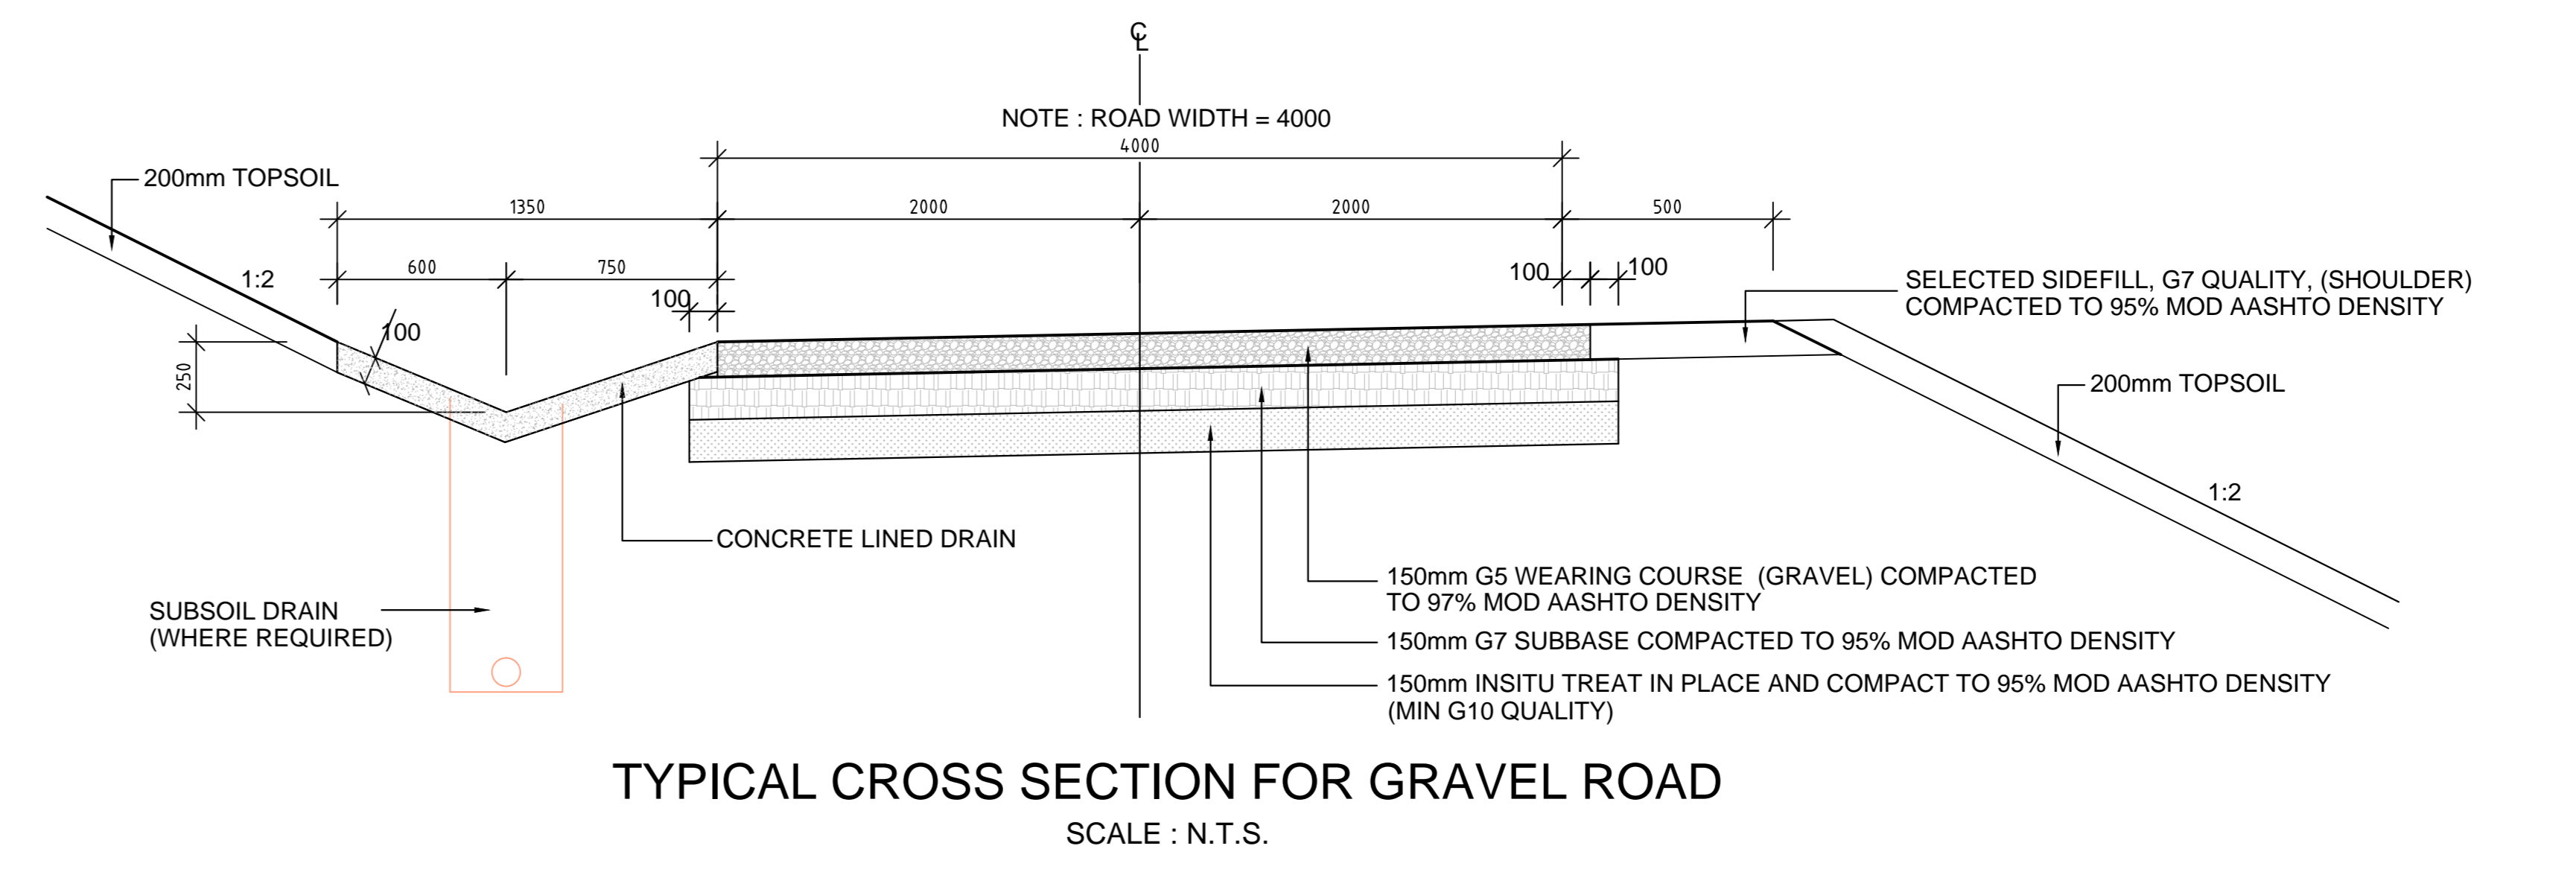 ℄
NOTE : ROAD WIDTH = 4000
4000
200mm TOPSOIL
1350
2000
2000
500
600
750
100
100
100
1:2
100
250
SELECTED SIDEFILL, G7 QUALITY, (SHOULDER)
COMPACTED TO 95% MOD AASHTO DENSITY
200mm TOPSOIL
1:2
CONCRETE LINED DRAIN
SUBSOIL DRAIN
(WHERE REQUIRED)
150mm G5 WEARING COURSE (GRAVEL) COMPACTED
TO 97% MOD AASHTO DENSITY
150mm G7 SUBBASE COMPACTED TO 95% MOD AASHTO DENSITY
150mm INSITU TREAT IN PLACE AND COMPACT TO 95% MOD AASHTO DENSITY
(MIN G10 QUALITY)
TYPICAL CROSS SECTION FOR GRAVEL ROAD
SCALE : N.T.S.